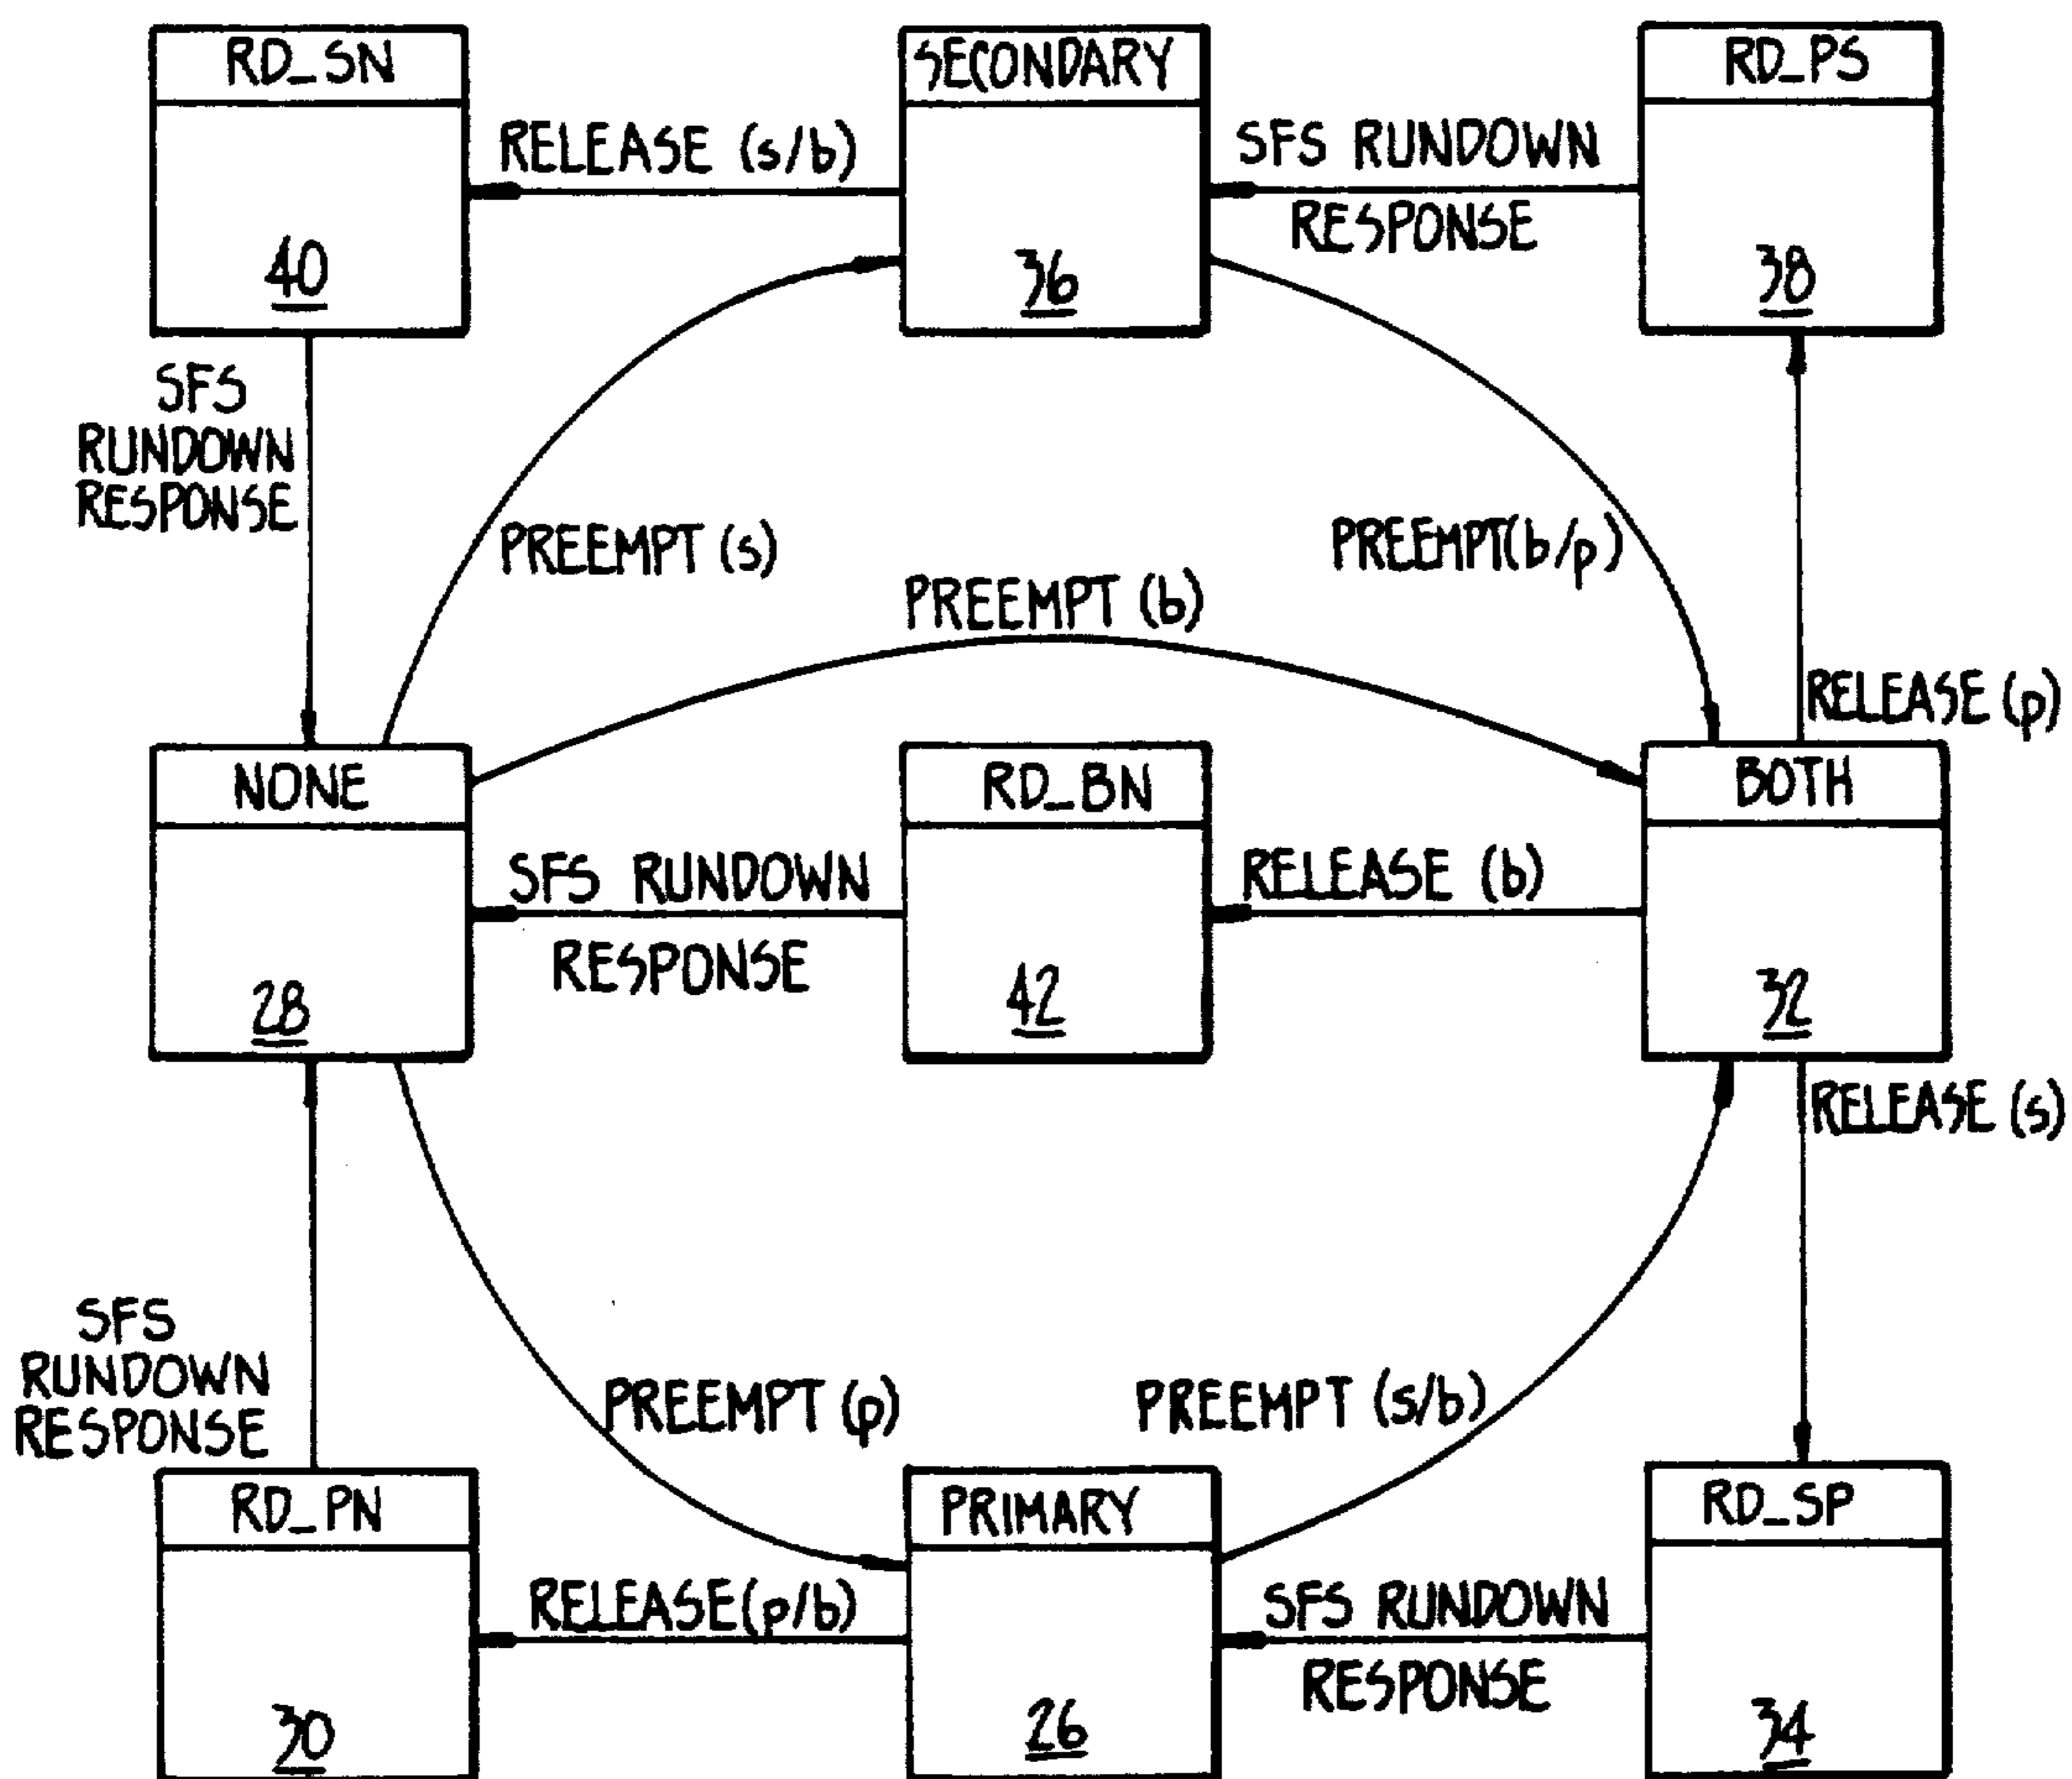 RD_SN
SECONDARY
RD_PS
RELEASE (s/b)
SFS RUNDOWN
RESPONSE
40
36
38
SFS
RUNDOWN
RESPONSE
PREEMPT (s)
PREEMPT(b/p)
PREEMPT (b)
RELEASE (p)
NONE
RD_BN
BOTH
SFS RUNDOWN
RESPONSE
RELEASE (b)
28
42
32
RELEASE (s)
SFS
RUNDOWN
RESPONSE
PREEMPT (p)
PREEMPT (s/b)
RD_PN
PRIMARY
RD_SP
RELEASE(p/b)
SFS RUNDOWN
RESPONSE
30
26
34